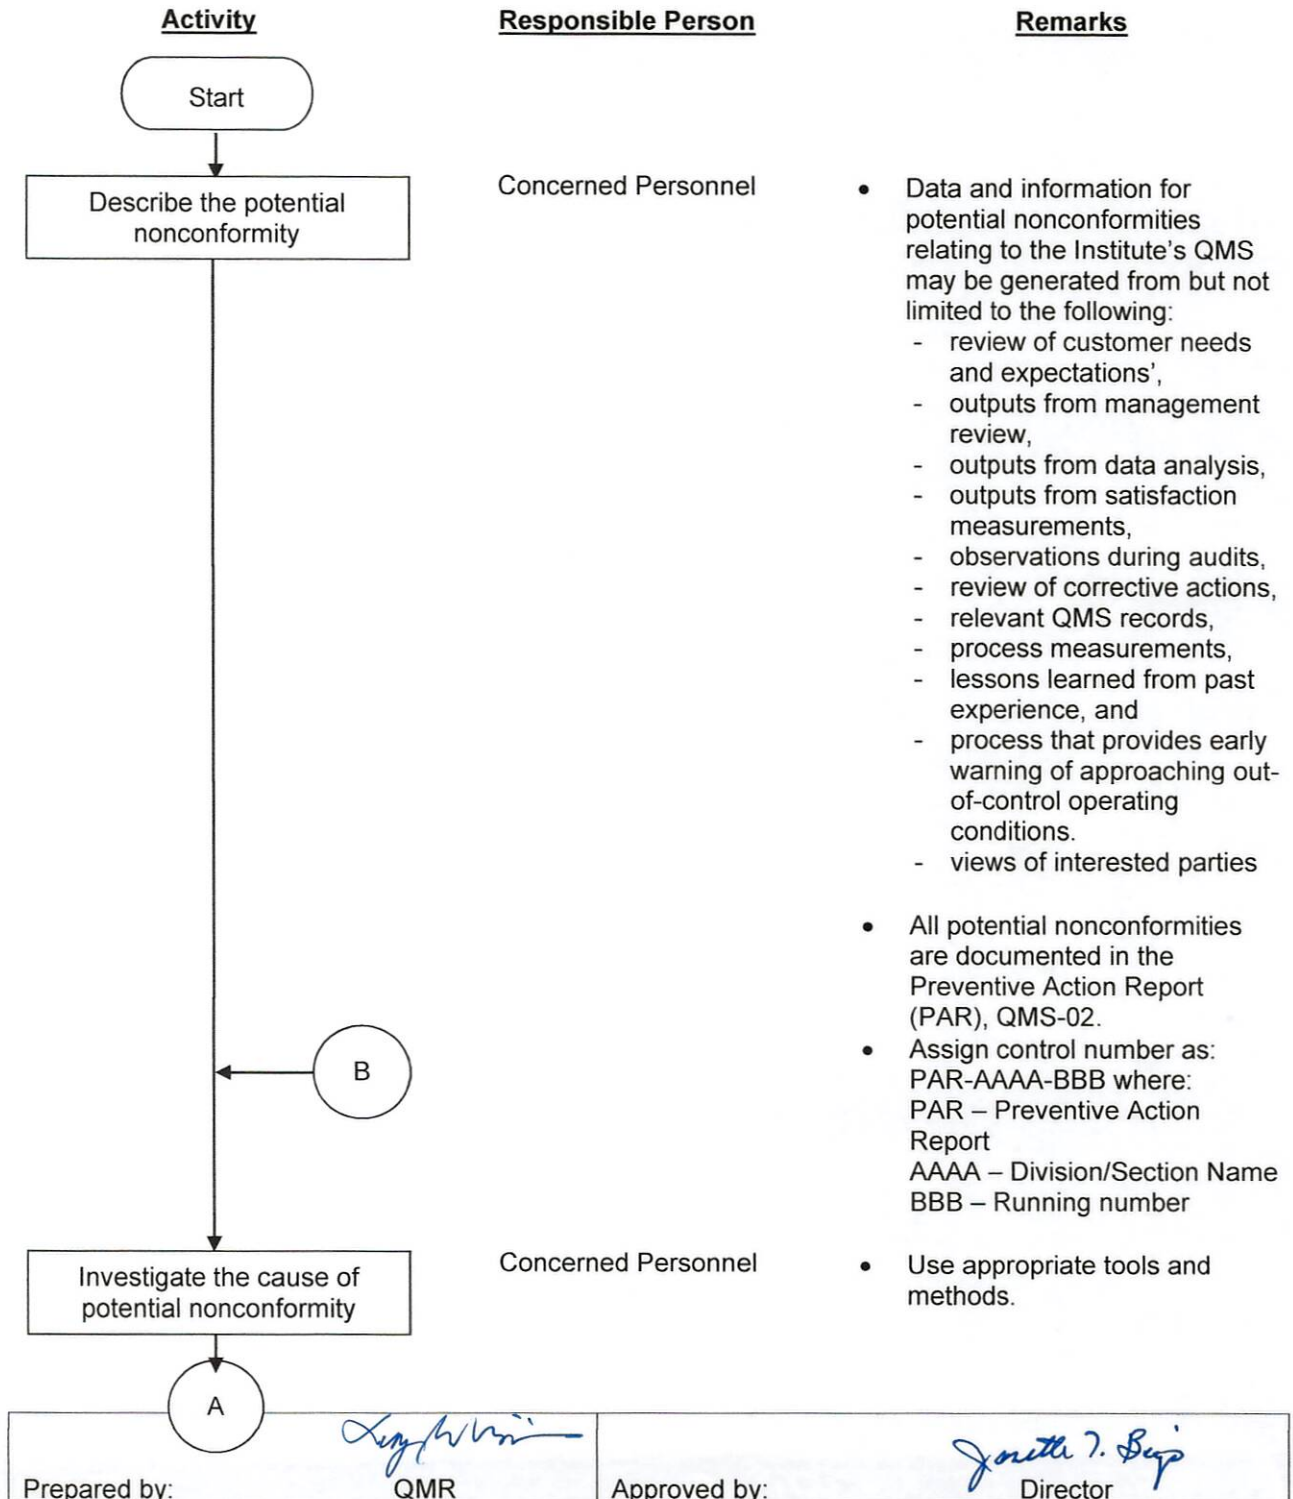 Activity
Responsible Person
Remarks
Start
Describe the potential
nonconformity
Concerned Personnel
• Data and information for
potential nonconformities
relating to the Institute's QMS
may be generated from but not
limited to the following:
- review of customer needs
and expectations',
- outputs from management
review,
- outputs from data analysis,
- outputs from satisfaction
measurements,
- observations during audits,
- review of corrective actions,
- relevant QMS records,
- process measurements,
- lessons learned from past
experience, and
- process that provides early
warning of approaching out-
of-control operating
conditions.
- views of interested parties
• All potential nonconformities
are documented in the
Preventive Action Report
(PAR), QMS-02.
• Assign control number as:
PAR-AAAA-BBB where:
PAR – Preventive Action
Report
AAAA – Division/Section Name
BBB – Running number
B
Investigate the cause of
potential nonconformity
Concerned Personnel
• Use appropriate tools and
methods.
A
Prepared by:
QMR
Approved by:
Director